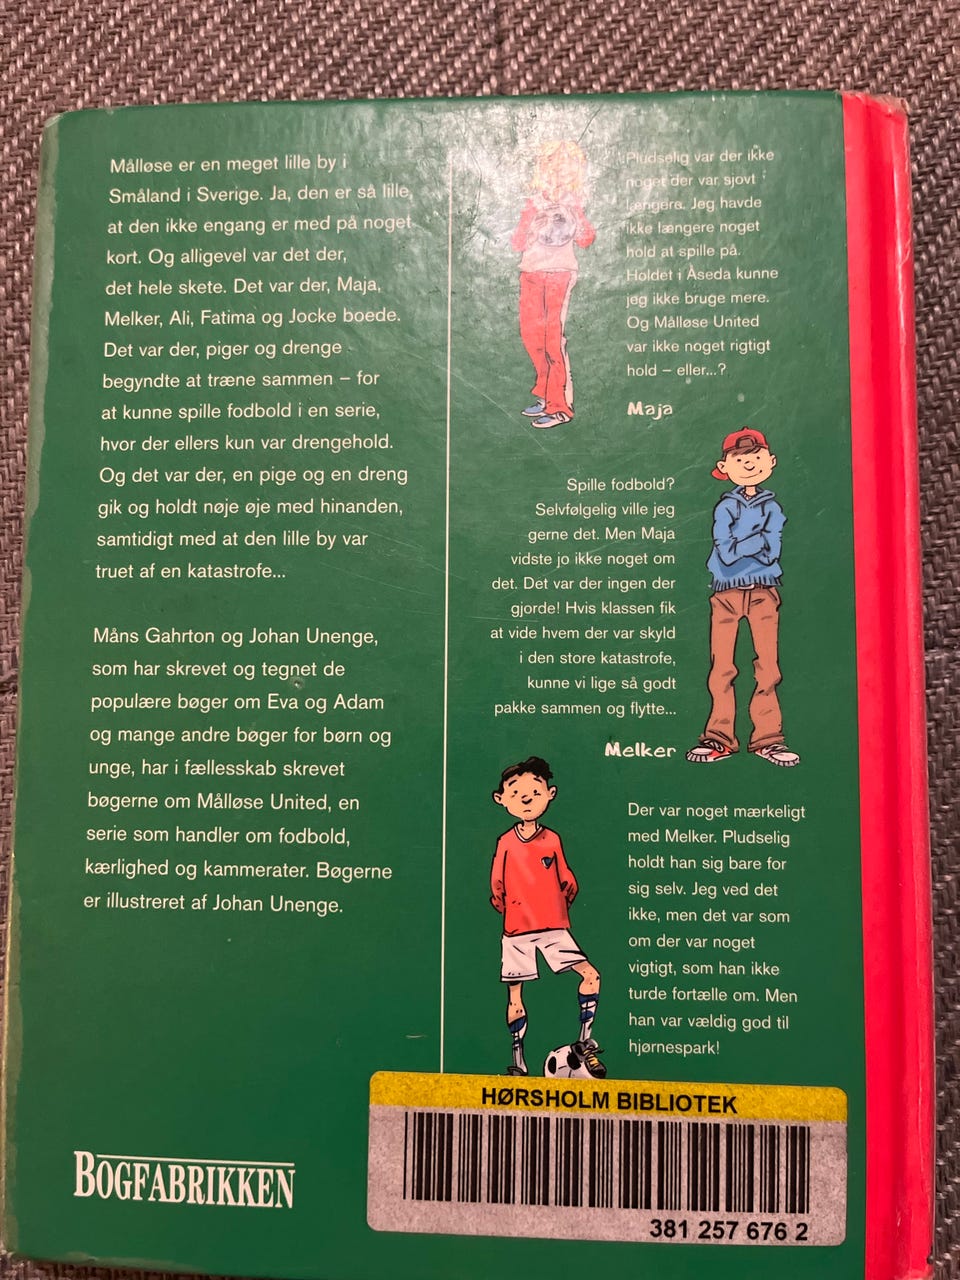 Målløse er en meget lille by i
Småland i Sverige. Ja, den er så lille,
at den ikke engang er med på noget
kort. Og alligevel var det der,
det hele skete. Det var der, Maja,
Melker, Ali, Fatima og Jocke boede.
Det var der, piger og drenge
begyndte at træne sammen – for
at kunne spille fodbold i en serie,
hvor der ellers kun var drengehold.
Og det var der, en pige og en dreng
gik og holdt nøje øje med hinanden,
samtidigt med at den lille by var
truet af en katastrofe...
Måns Gahrton og Johan Unenge,
som har skrevet og tegnet de
populære bøger om Eva og Adam
og mange andre bøger for børn og
unge, har i fællesskab skrevet
bøgerne om Målløse United, en
serie som handler om fodbold,
kærlighed og kammerater. Bøgerne
er illustreret af Johan Unenge.
Pludselig var der ikke
noget der var sjovt
længere. Jeg havde
ikke længere noget
hold at spille på.
Holdet i Åseda kunne
jeg ikke bruge mere.
Og Målløse United
var ikke noget rigtigt
hold – eller...?
Maja
Spille fodbold?
Selvfølgelig ville jeg
gerne det. Men Maja
vidste jo ikke noget om
det. Det var der ingen der
gjorde! Hvis klassen fik
at vide hvem der var skyld
i den store katastrofe,
kunne vi lige så godt
pakke sammen og flytte...
Melker
Der var noget mærkeligt
med Melker. Pludselig
holdt han sig bare for
sig selv. Jeg ved det
ikke, men det var som
om der var noget
vigtigt, som han ikke
turde fortælle om. Men
han var vældig god til
hjørnespark!
BOGFABRIKKEN
HØRSHOLM BIBLIOTEK
381 257 676 2